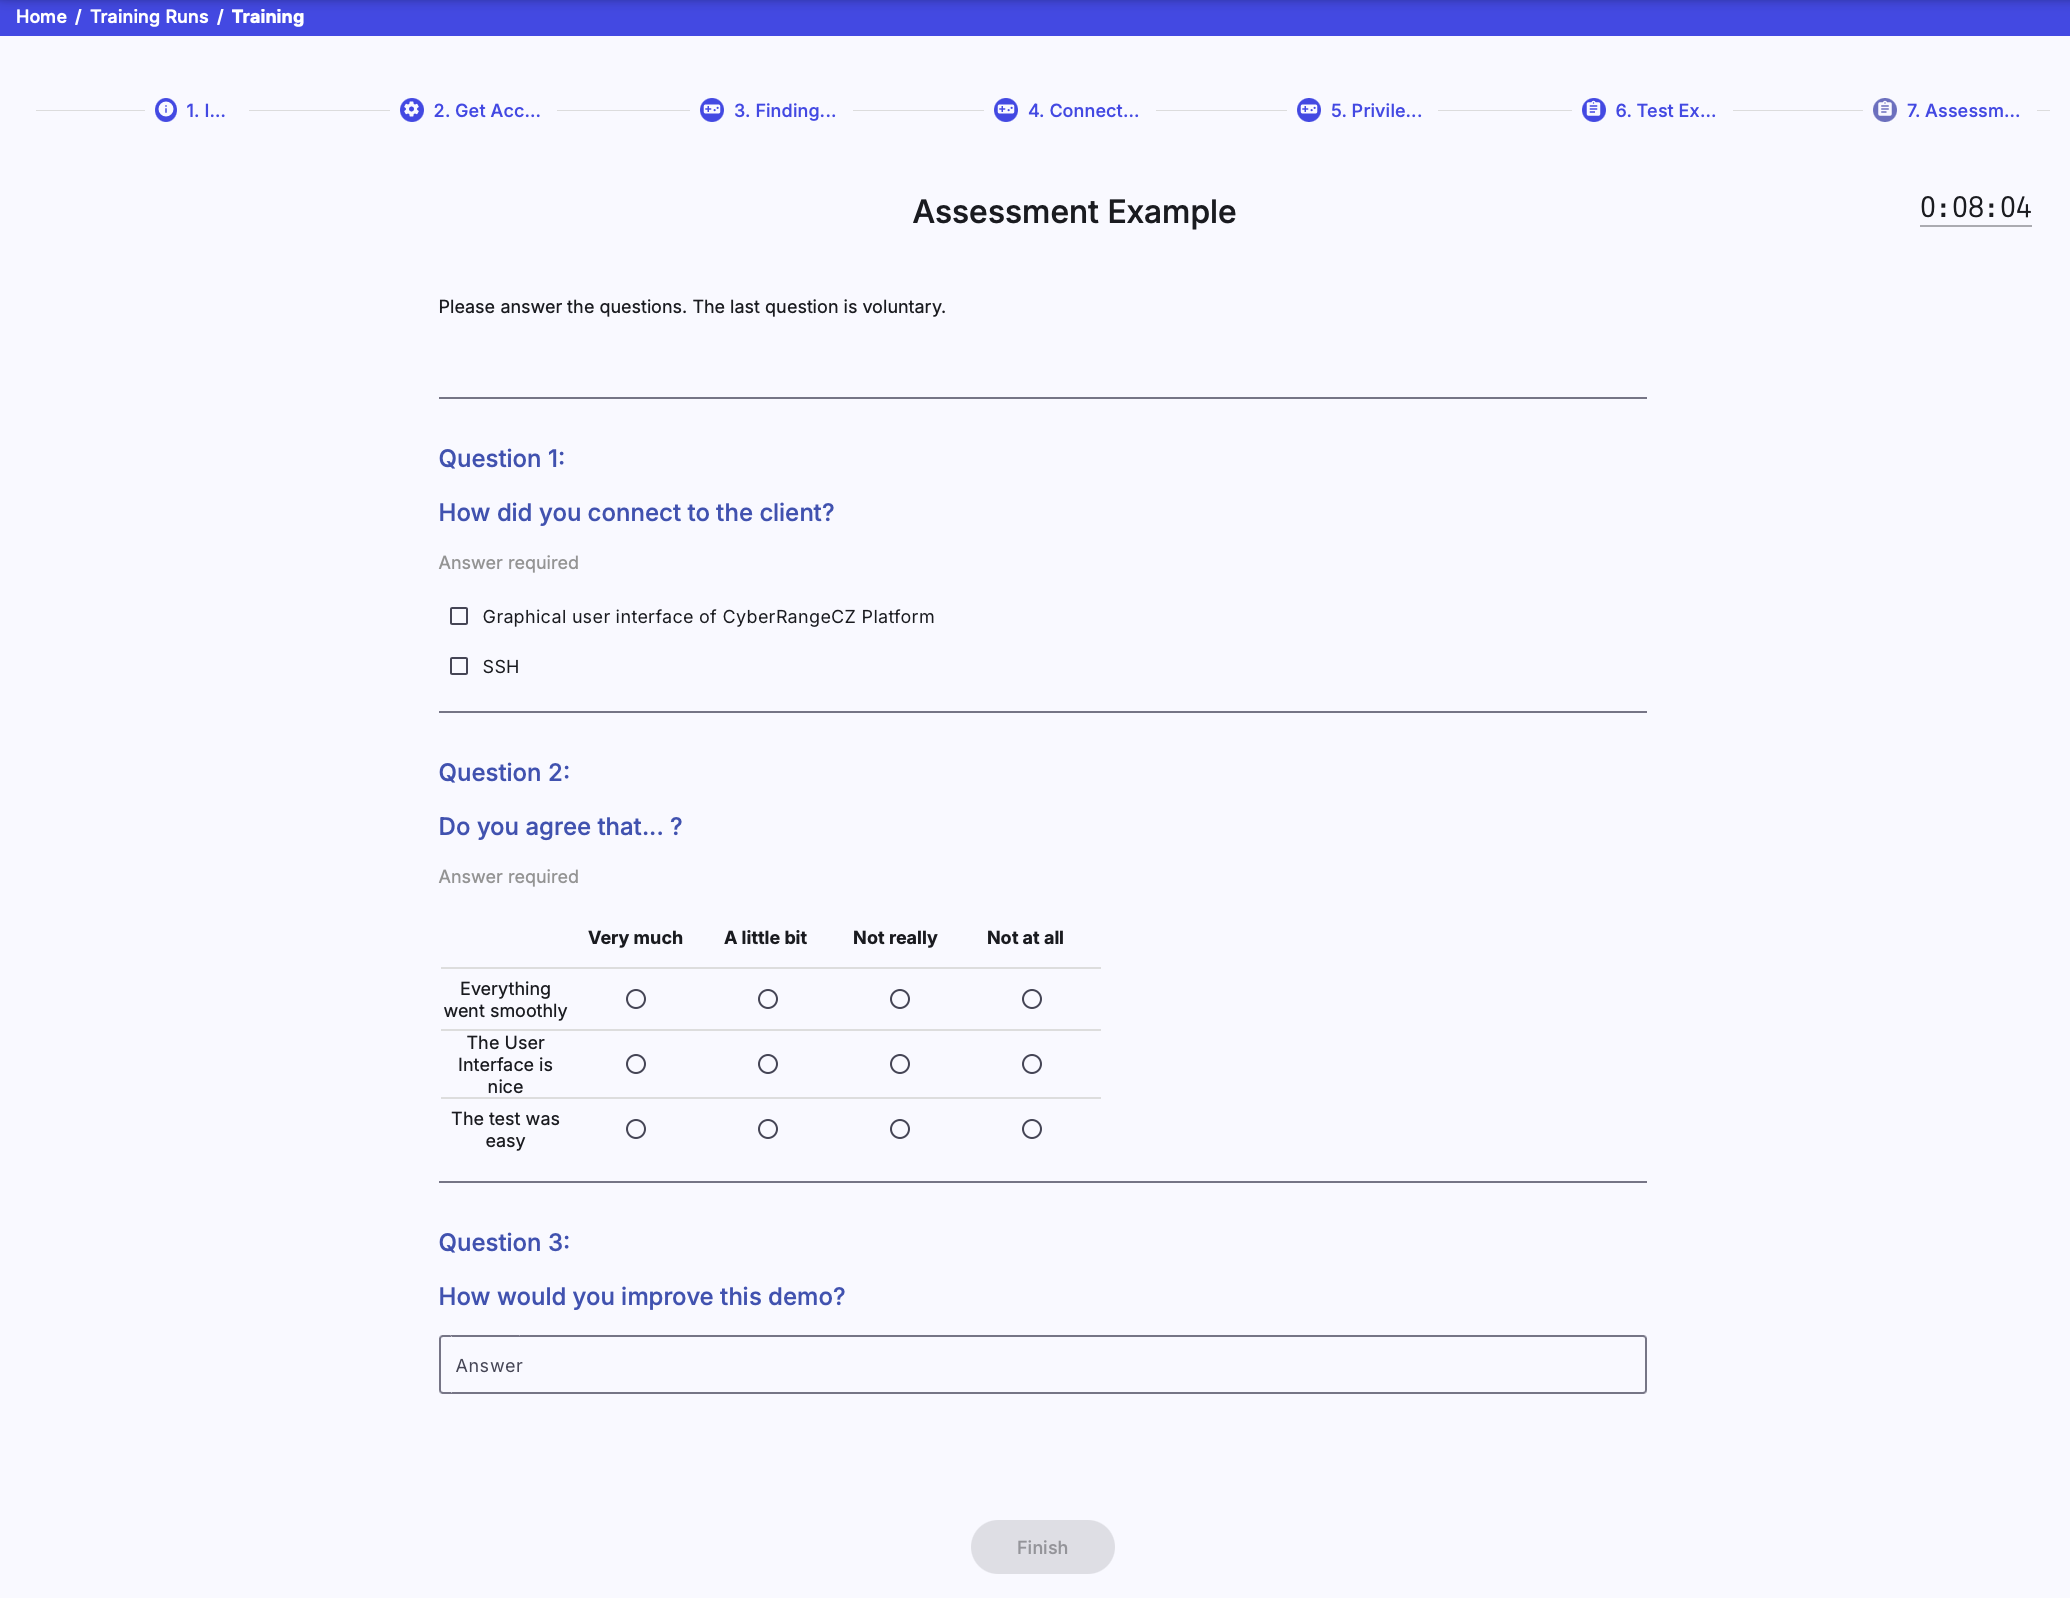 Home / Training Runs / Training
1. I... 2. Get Acc... 3. Finding... 4. Connect... 5. Privile... 6. Test Ex... 7. Assessm...
Assessment Example
0:08:04
Please answer the questions. The last question is voluntary.
Question 1:
How did you connect to the client?
Answer required
Graphical user interface of CyberRangeCZ Platform
SSH
Question 2:
Do you agree that... ?
Answer required
Very much A little bit Not really Not at all
Everything
went smoothly
The User
Interface is
nice
The test was
easy
Question 3:
How would you improve this demo?
Answer
Finish